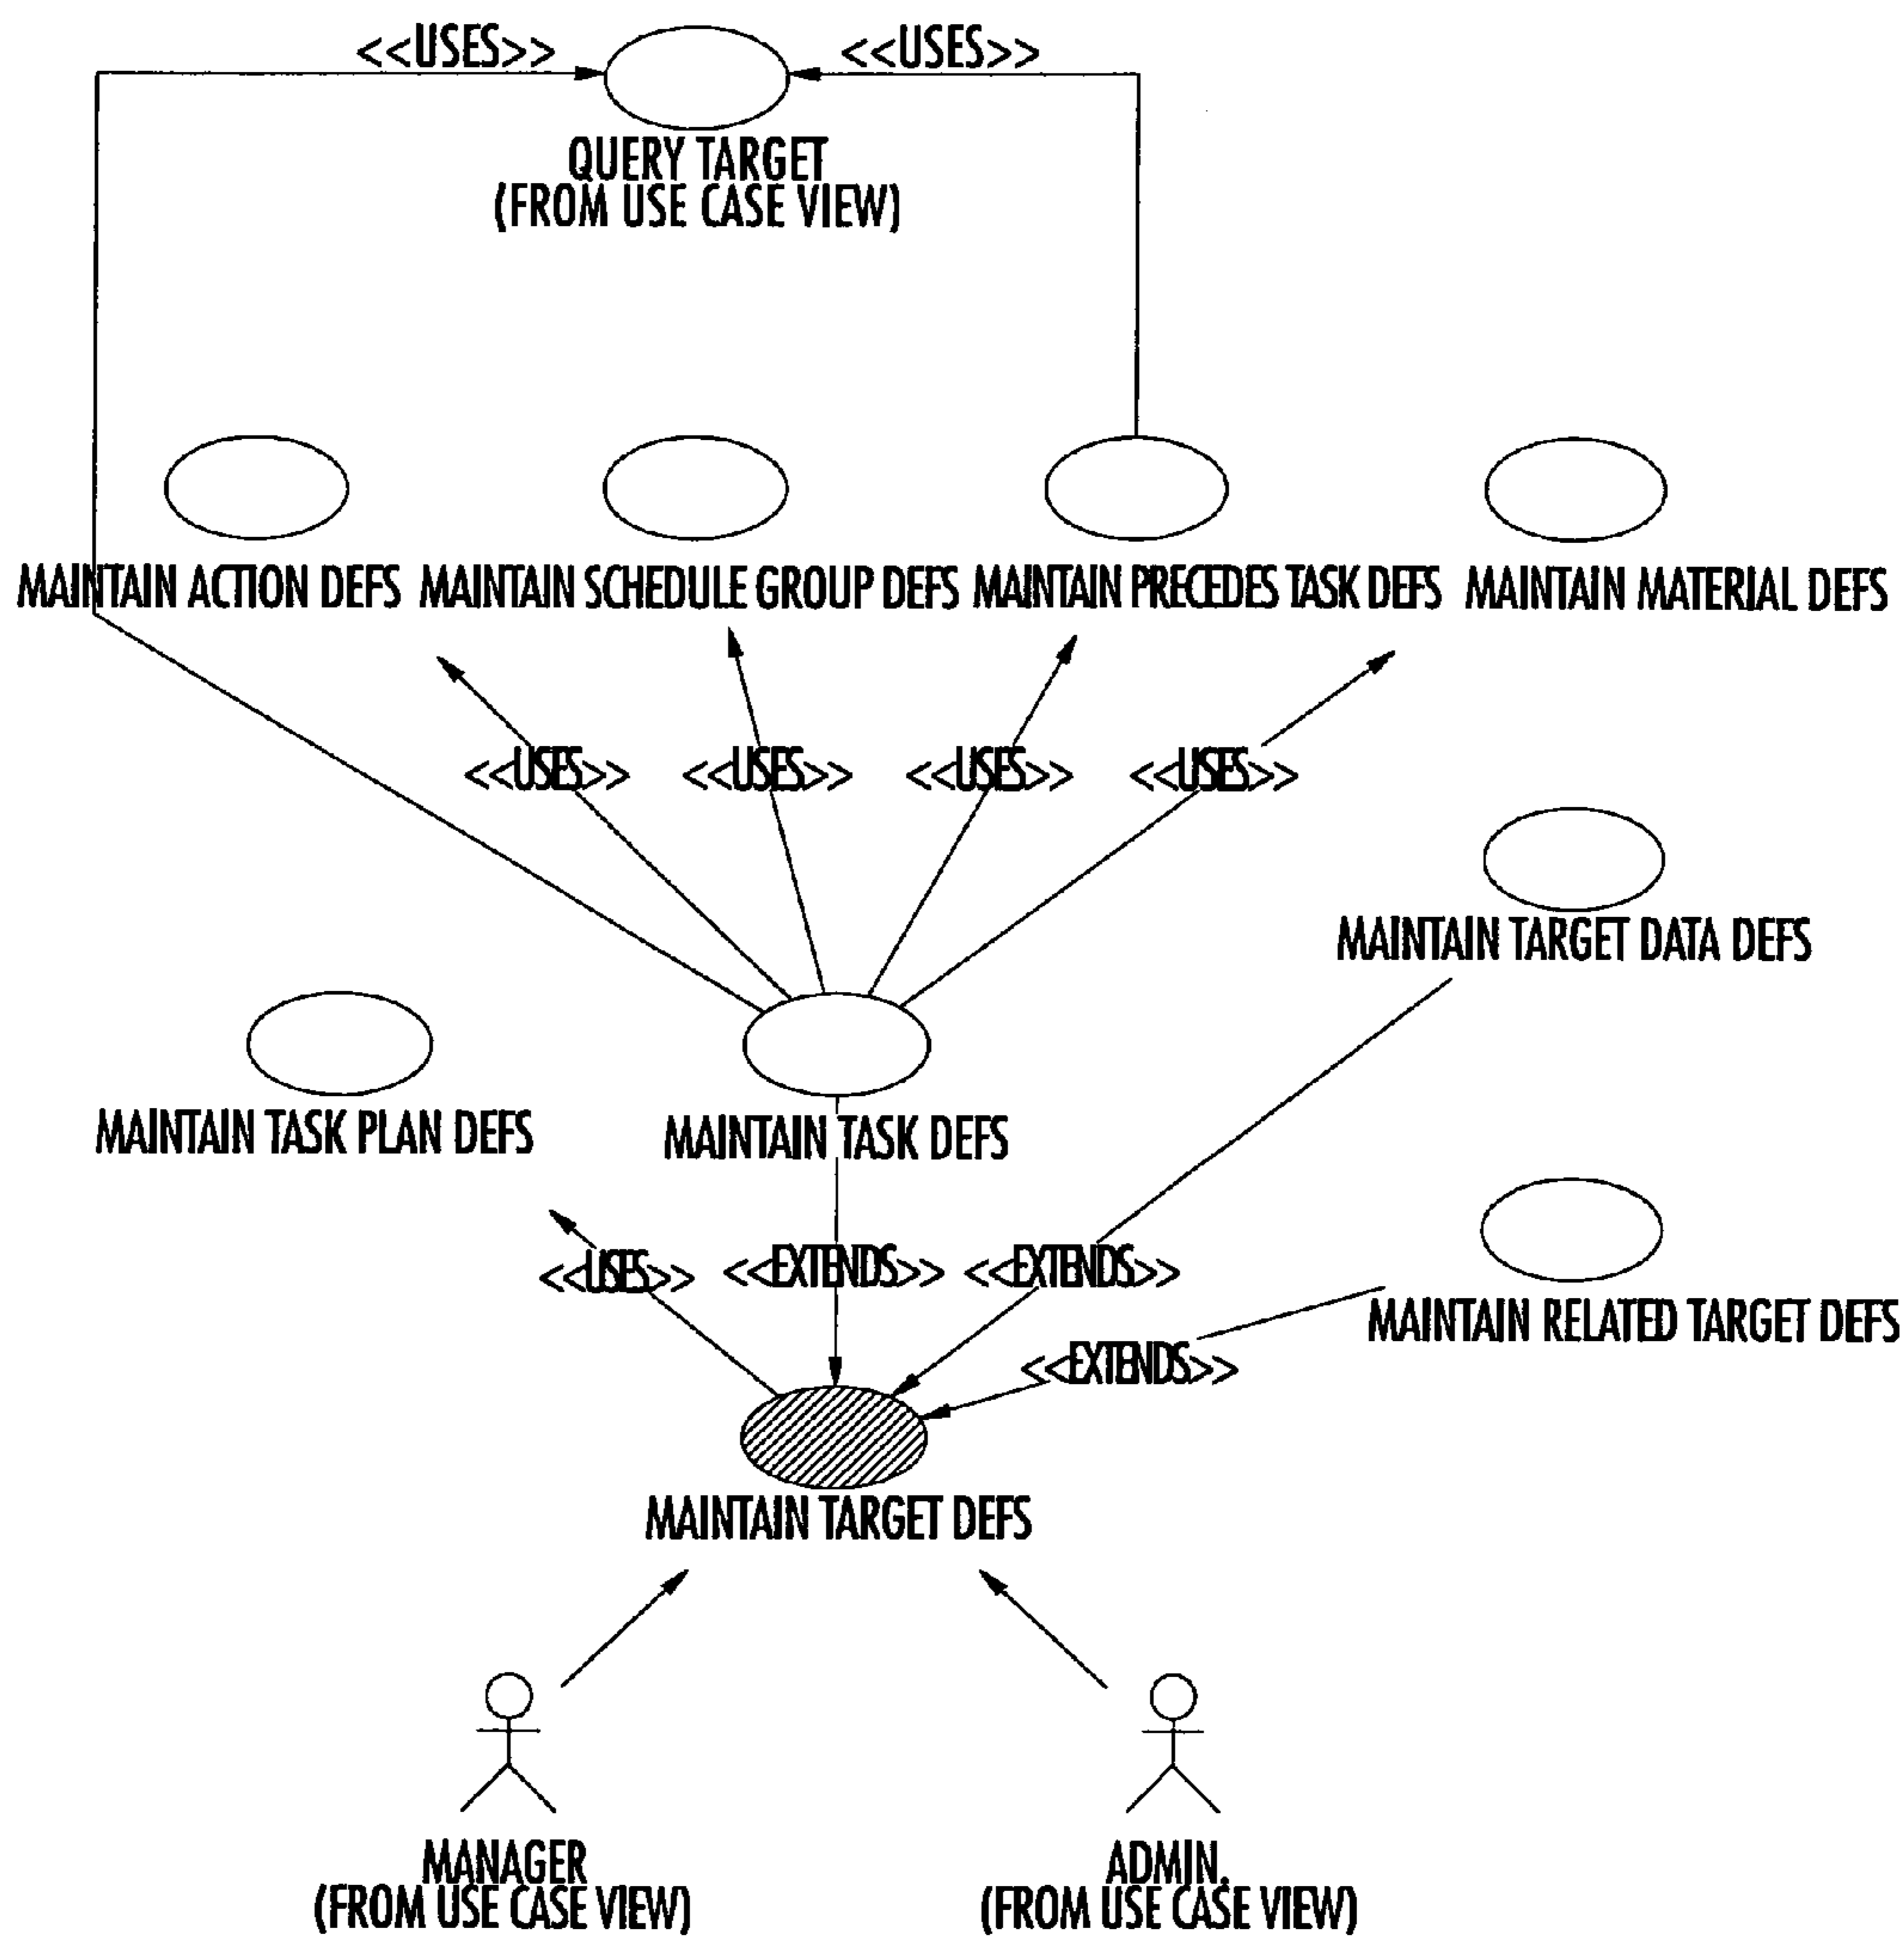 <<USES>>
<<USES>>
QUERY TARGET
(FROM USE CASE VIEW)
MAINTAIN ACTION DEFS
MAINTAIN SCHEDULE GROUP DEFS
MAINTAIN PRECEDES TASK DEFS
MAINTAIN MATERIAL DEFS
<<USES>>
<<USES>>
<<USES>>
<<USES>>
MAINTAIN TARGET DATA DEFS
MAINTAIN TASK PLAN DEFS
MAINTAIN TASK DEFS
<<USES>>
<<EXTENDS>>
<<EXTENDS>>
MAINTAIN RELATED TARGET DEFS
<<EXTENDS>>
MAINTAIN TARGET DEFS
MANAGER
(FROM USE CASE VIEW)
ADMIN.
(FROM USE CASE VIEW)